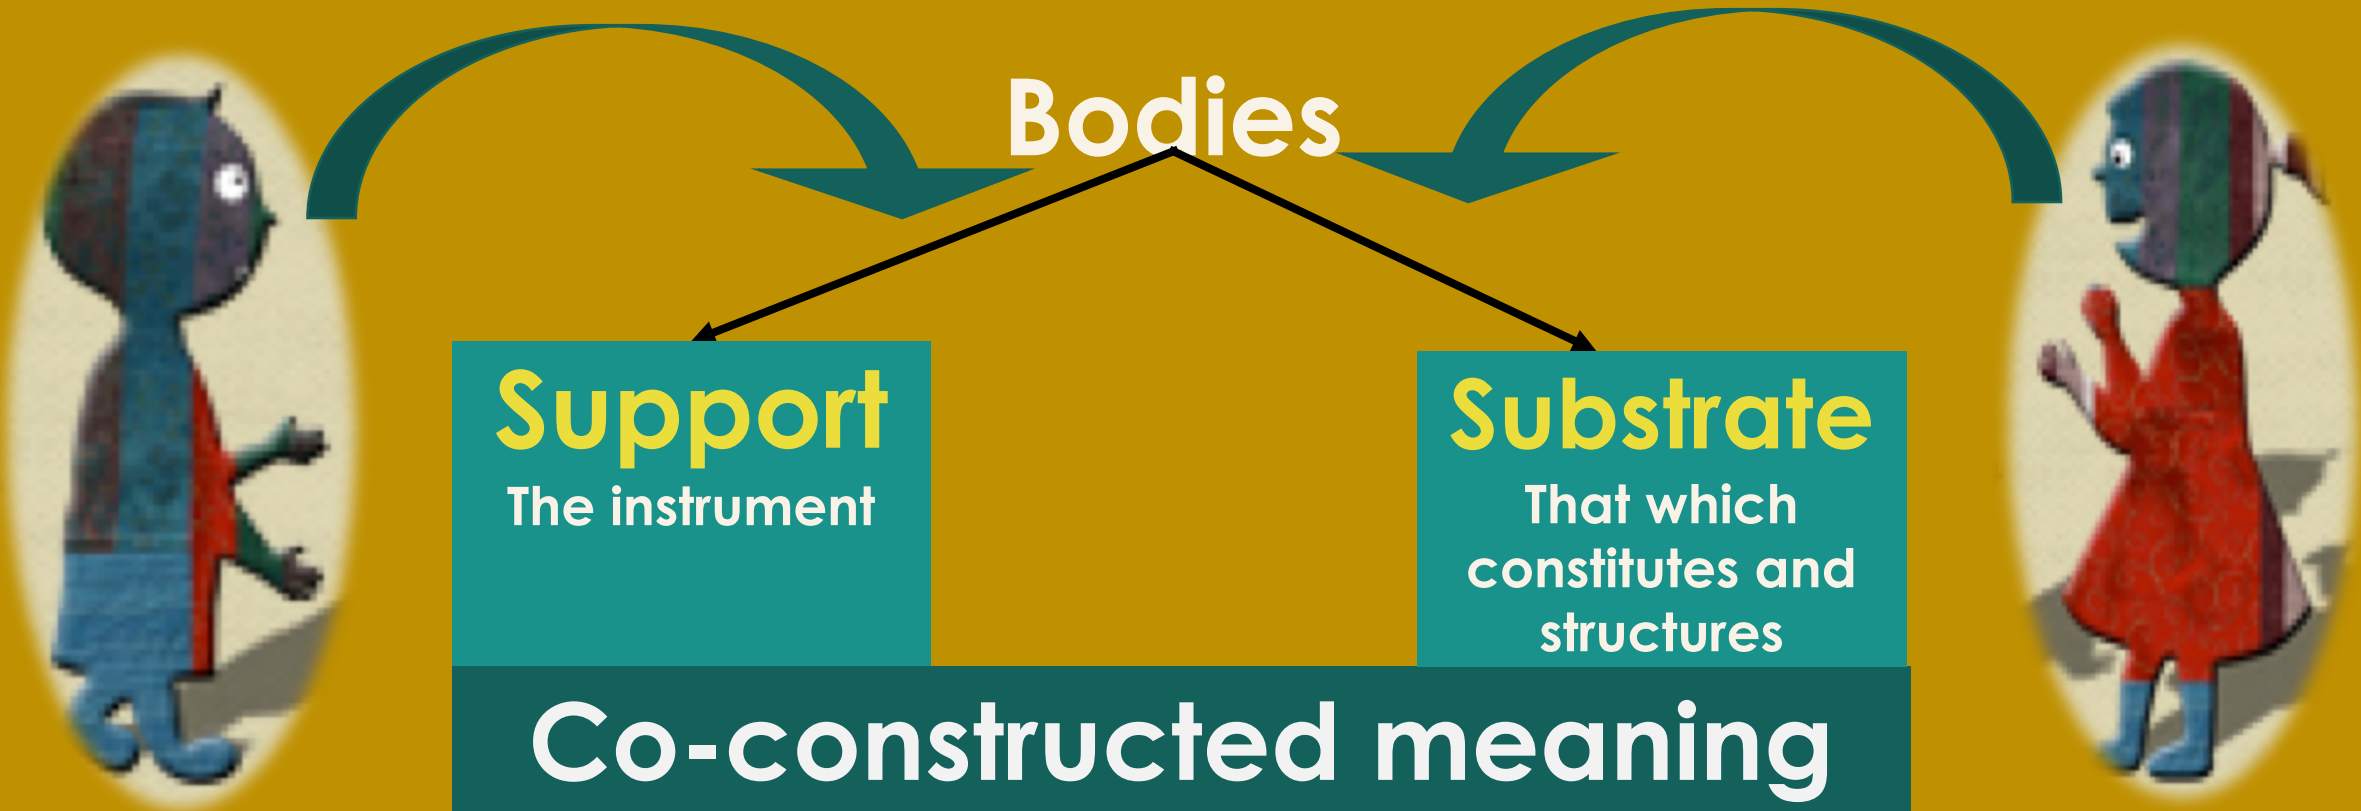 Bodies
Support
The instrument
Substrate
That which
constitutes and
structures
Co-constructed meaning